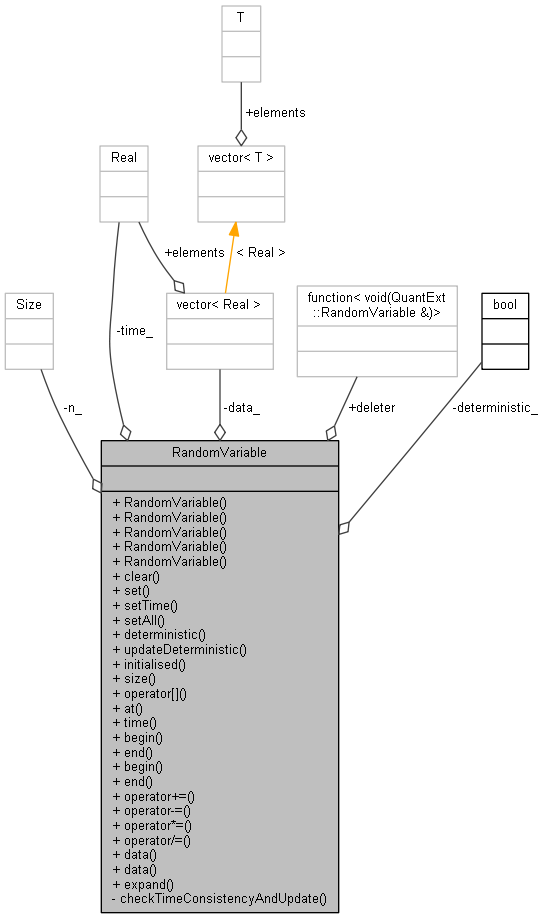 T
+elements
Real
vector< T >
+elements
< Real >
Size
vector< Real >
function< void(QuantExt
::RandomVariable &)>
bool
-time_
-n_
-data_
+deleter
-deterministic_
RandomVariable
+ RandomVariable()
+ RandomVariable()
+ RandomVariable()
+ RandomVariable()
+ RandomVariable()
+ clear()
+ set()
+ setTime()
+ setAll()
+ deterministic()
+ updateDeterministic()
+ initialised()
+ size()
+ operator[]()
+ at()
+ time()
+ begin()
+ end()
+ begin()
+ end()
+ operator+=()
+ operator-=()
+ operator*=()
+ operator/=()
+ data()
+ data()
+ expand()
- checkTimeConsistencyAndUpdate()